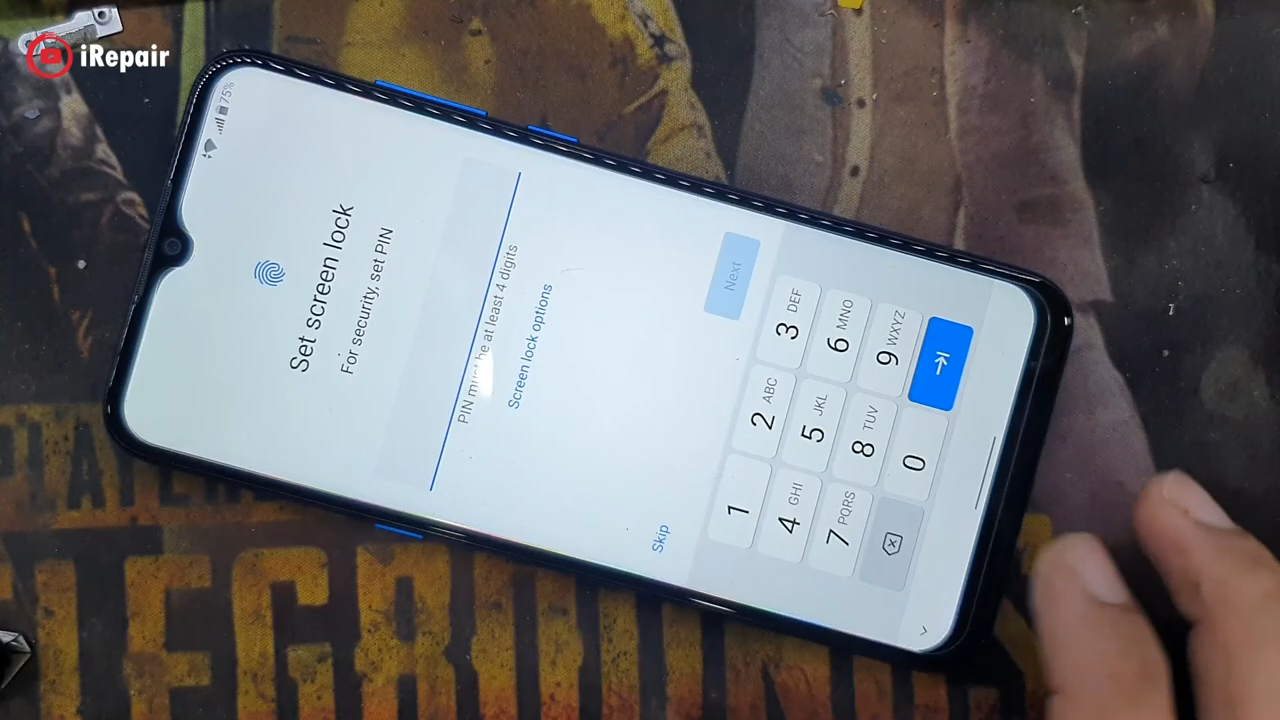 iRepair
75%
Set screen lock
For security, set PIN
PIN must be at least 4 digits
Screen lock options
Skip
Next
1
2 ABC
3 DEF
4 GHI
5 JKL
6 MNO
7 PQRS
8 TUV
9 WXYZ
0